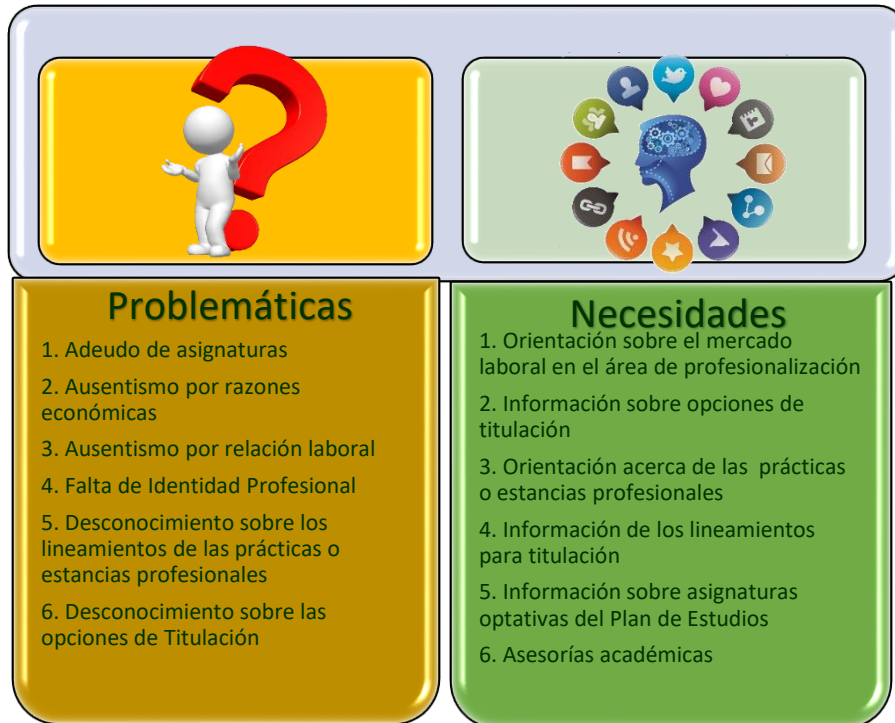 Problemáticas
1. Adeudo de asignaturas
2. Ausentismo por razones
económicas
3. Ausentismo por relación laboral
4. Falta de Identidad Profesional
5. Desconocimiento sobre los
lineamientos de las prácticas o
estancias profesionales
6. Desconocimiento sobre las
opciones de Titulación
Necesidades
1. Orientación sobre el mercado
laboral en el área de profesionalización
2. Información sobre opciones de
titulación
3. Orientación acerca de las prácticas
o estancias profesionales
4. Información de los lineamientos
para titulación
5. Información sobre asignaturas
optativas del Plan de Estudios
6. Asesorías académicas